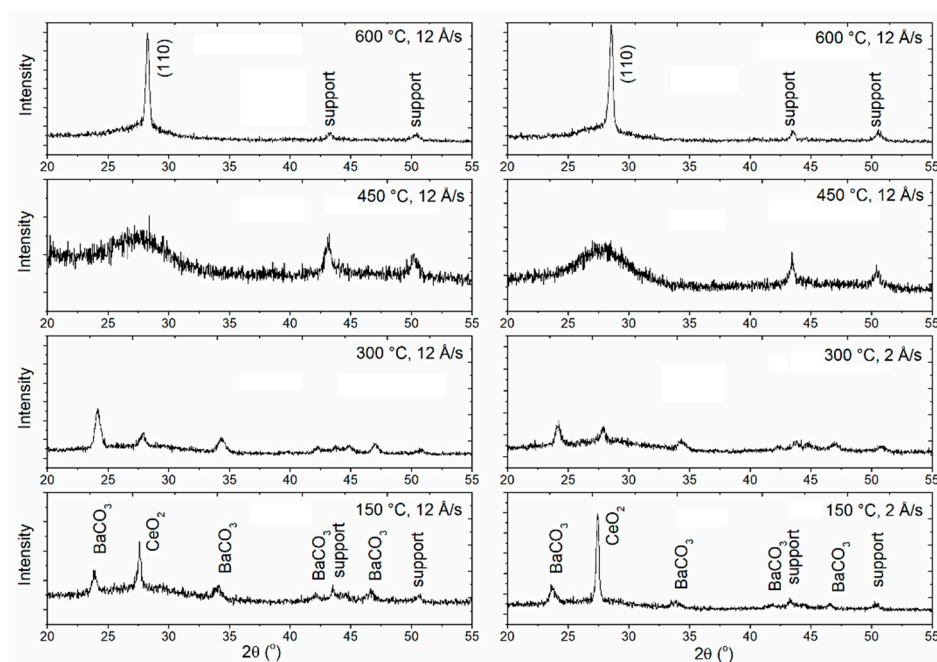 600 °C, 12 Å/s
(110)
support
support
Intensity
20 25 30 35 40 45 50 55
600 °C, 12 Å/s
(110)
support
support
20 25 30 35 40 45 50 55
450 °C, 12 Å/s
Intensity
20 25 30 35 40 45 50 55
450 °C, 12 Å/s
20 25 30 35 40 45 50 55
300 °C, 12 Å/s
Intensity
20 25 30 35 40 45 50 55
300 °C, 2 Å/s
20 25 30 35 40 45 50 55
150 °C, 12 Å/s
BaCO₃
CeO₂
BaCO₃
BaCO₃
support
BaCO₃
support
Intensity
20 25 30 35 40 45 50 55
2θ (°)
150 °C, 2 Å/s
BaCO₃
CeO₂
BaCO₃
BaCO₃
support
BaCO₃
support
20 25 30 35 40 45 50 55
2θ (°)